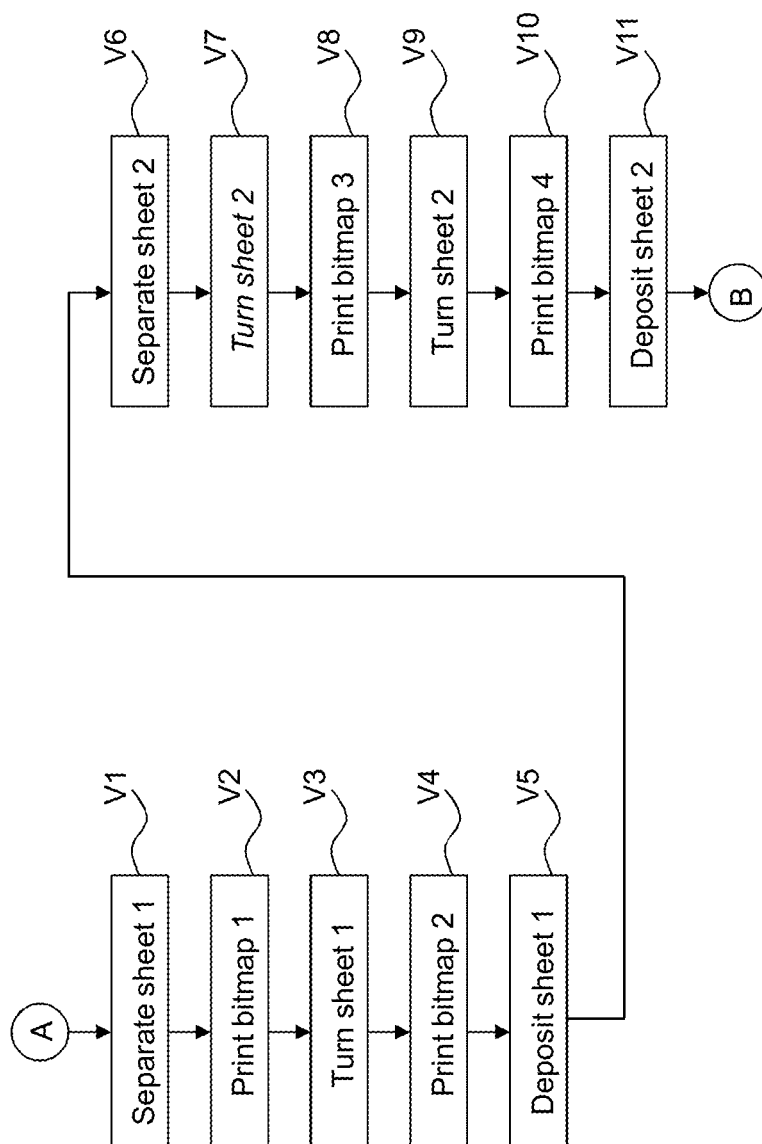 A
Separate sheet 1
V1
Print bitmap 1
V2
Turn sheet 1
V3
Print bitmap 2
V4
Deposit sheet 1
V5
Separate sheet 2
V6
Turn sheet 2
V7
Print bitmap 3
V8
Turn sheet 2
V9
Print bitmap 4
V10
Deposit sheet 2
V11
B